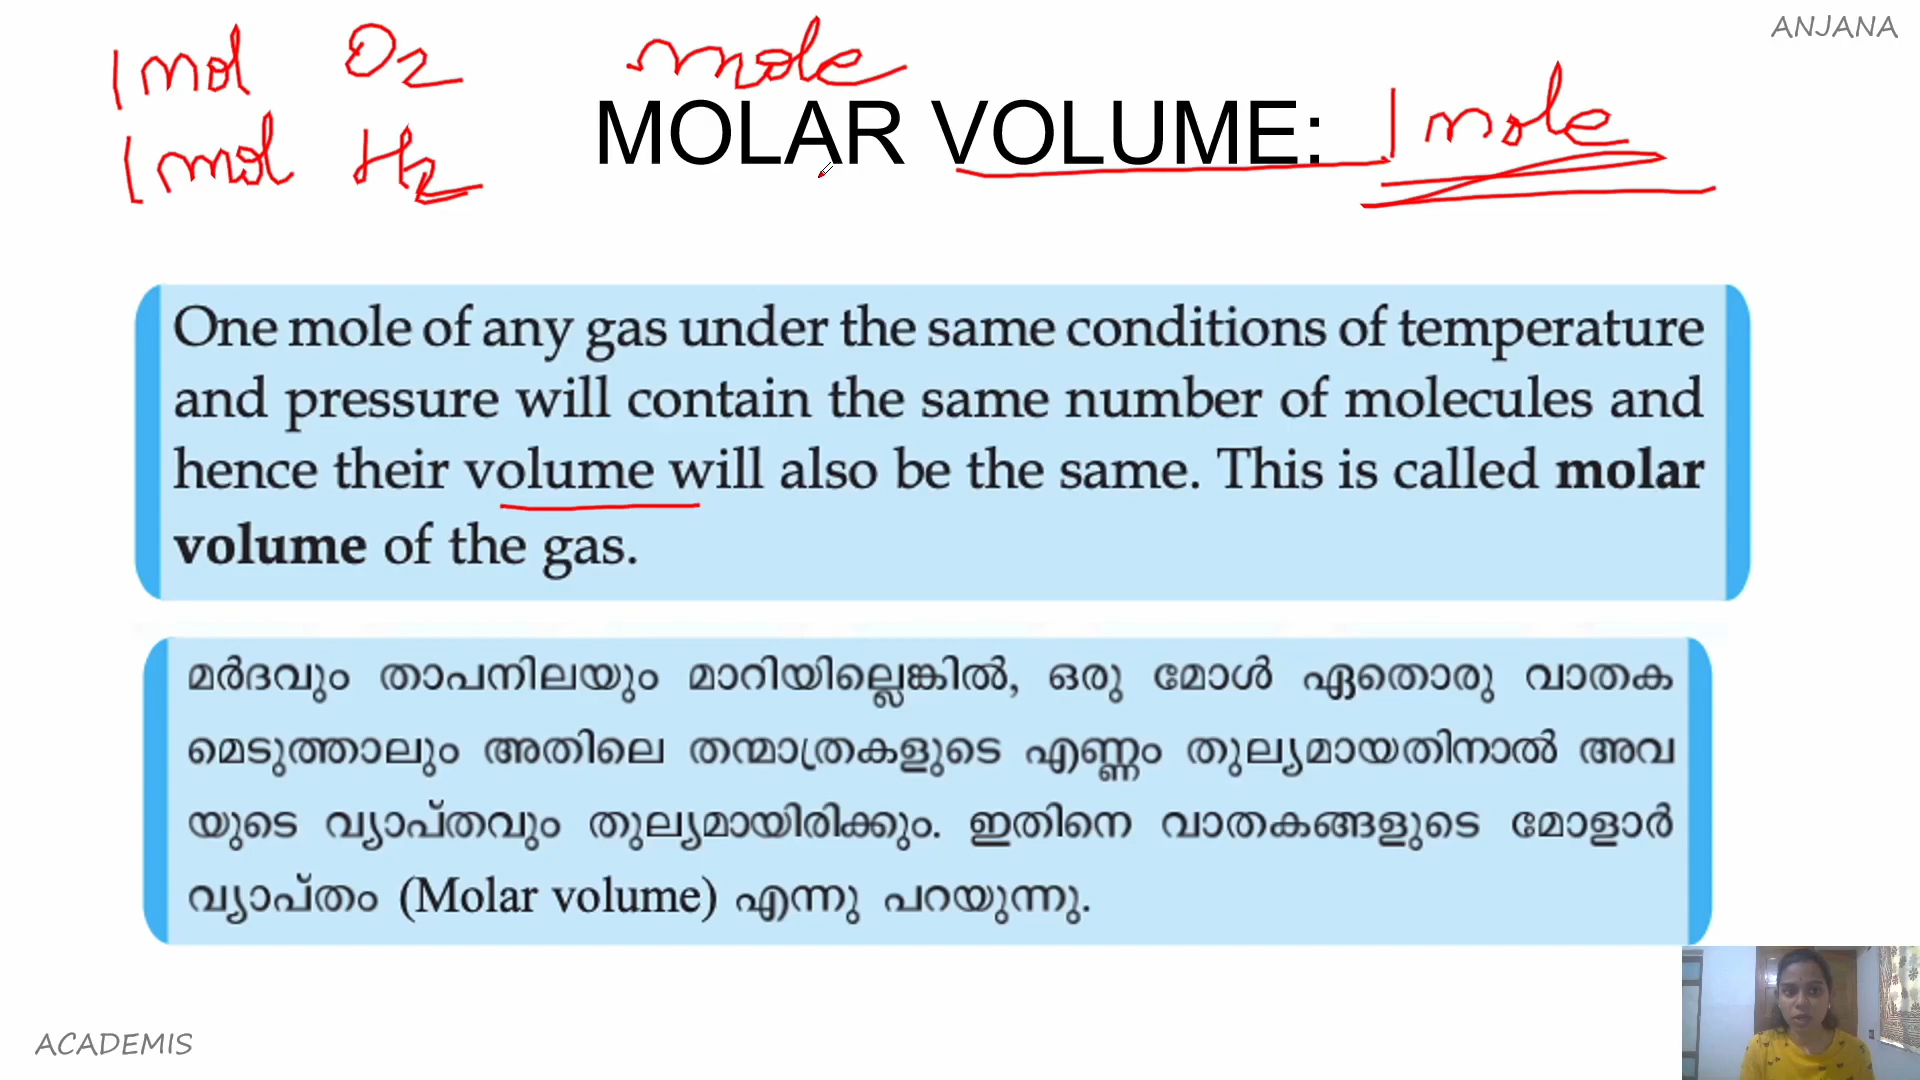 ANJANA
1 mol O2 mole
MOLAR VOLUME: 1 mole
1 mol H2
One mole of any gas under the same conditions of temperature
and pressure will contain the same number of molecules and
hence their volume will also be the same. This is called molar
volume of the gas.
മർദവും താപനിലയും മാറിയില്ലെങ്കിൽ, ഒരു മോൾ ഏതൊരു വാതക
മെടുത്താലും അതിലെ തന്മാത്രകളുടെ എണ്ണം തുല്യമായതിനാൽ അവ
യുടെ വ്യാപ്തവും തുല്യമായിരിക്കും. ഇതിനെ വാതകങ്ങളുടെ മോളാർ
വ്യാപ്തം (Molar volume) എന്നു പറയുന്നു.
ACADEMIS